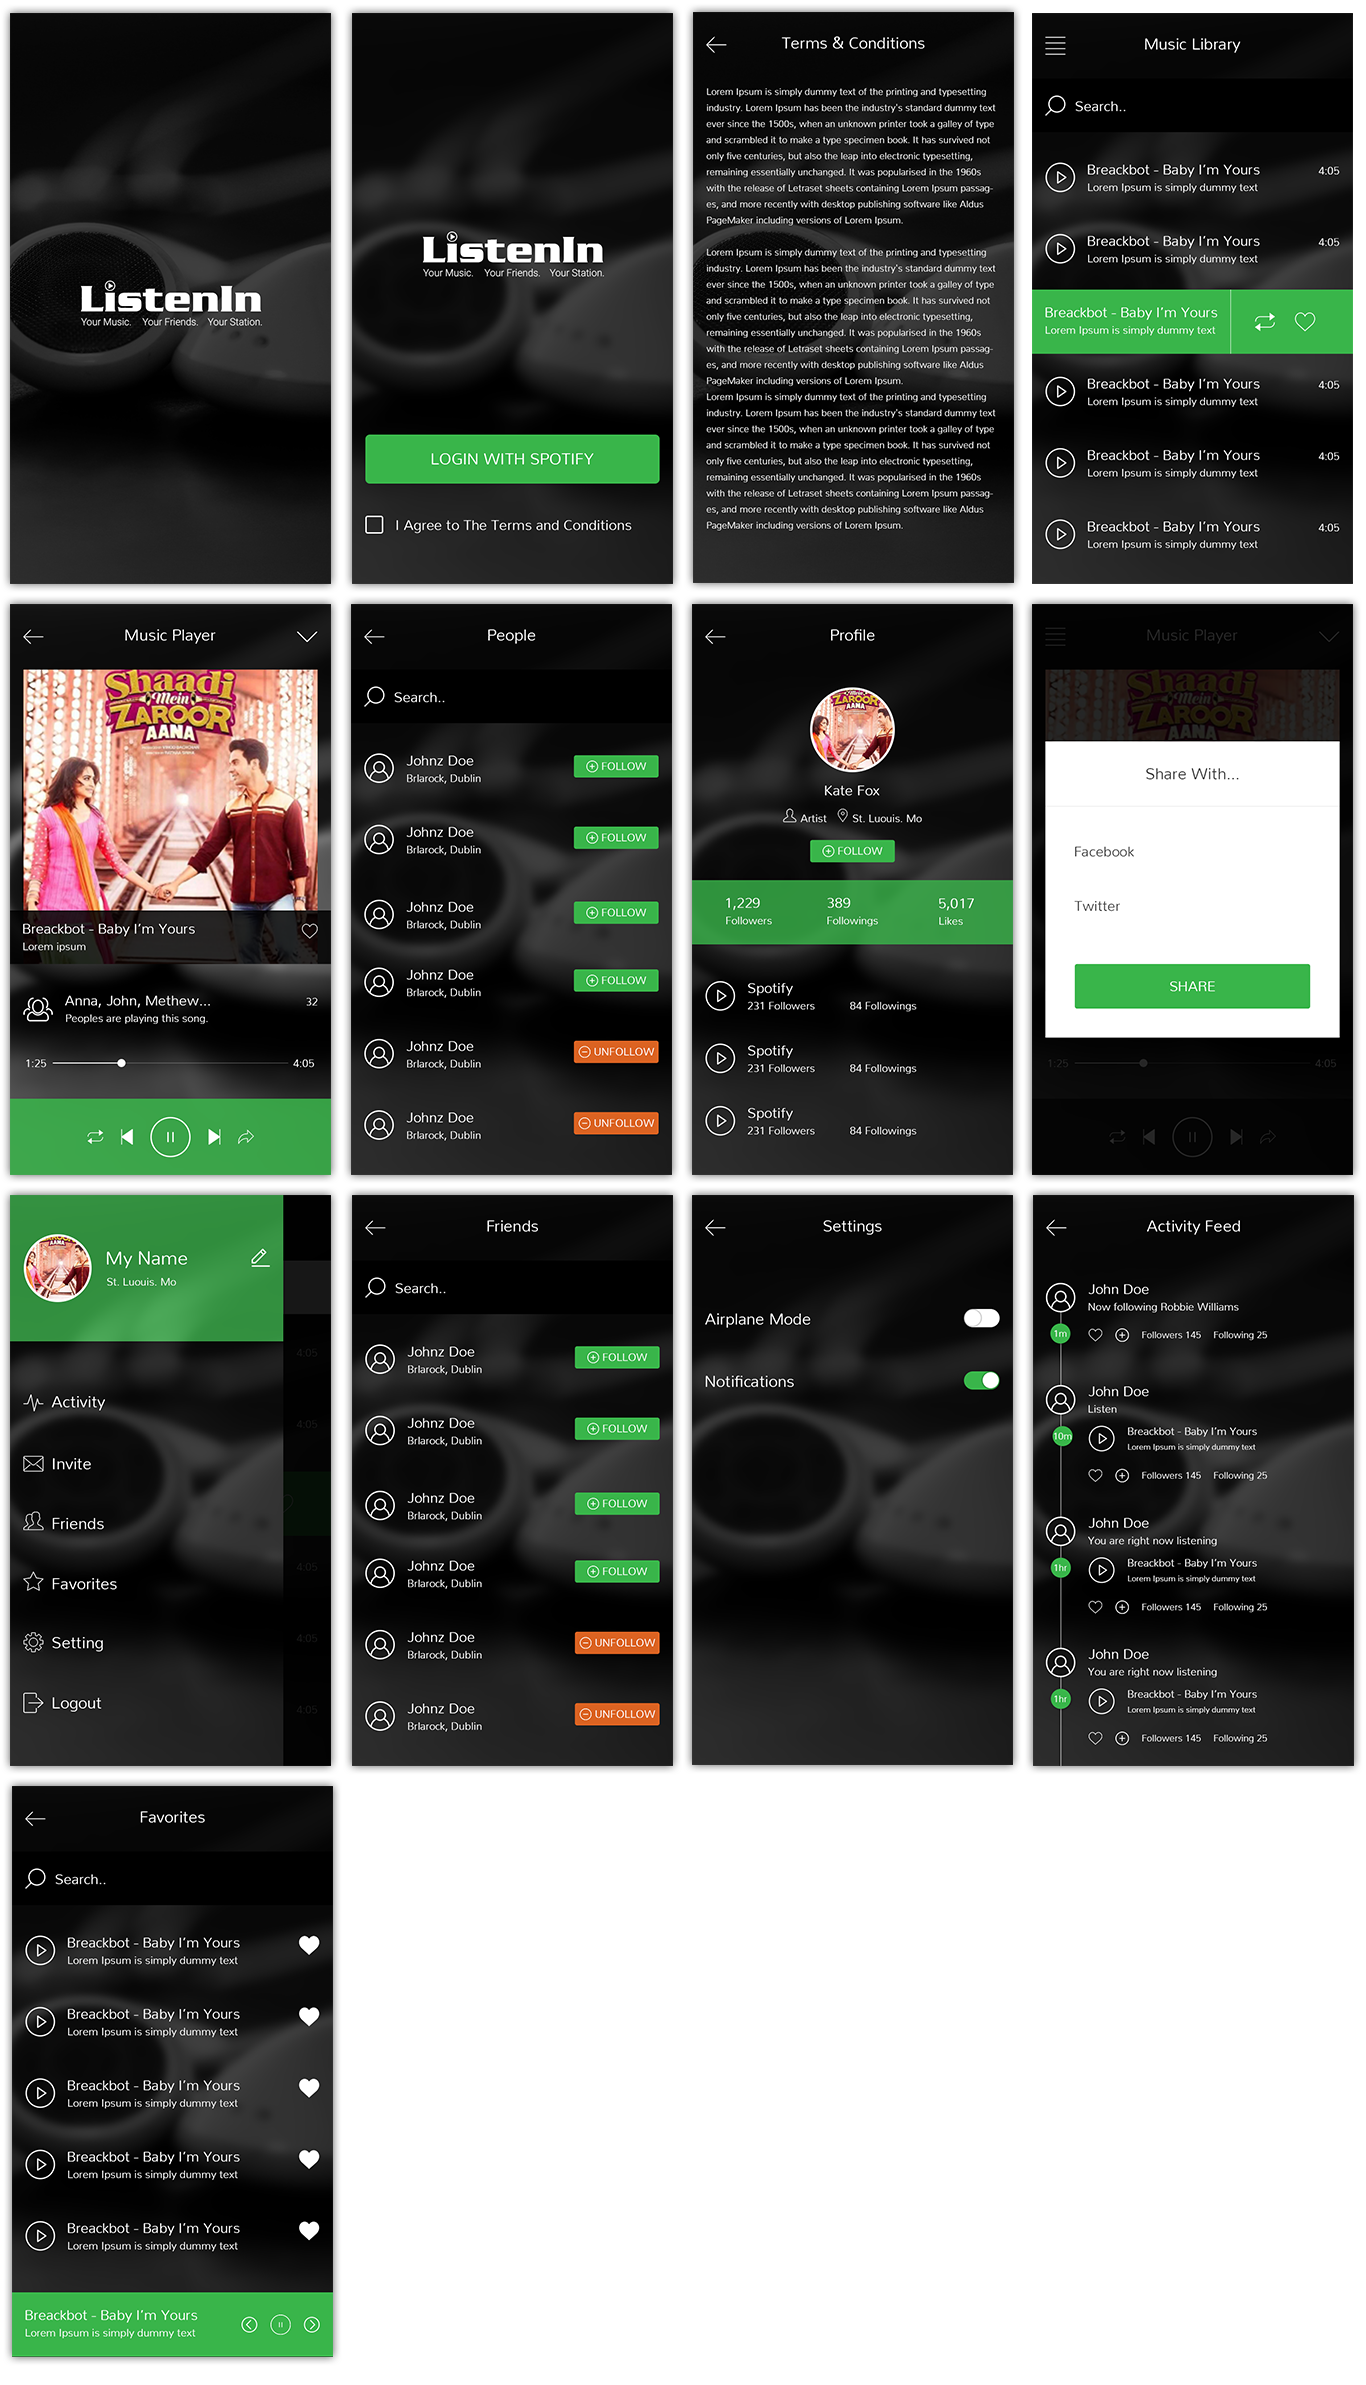 ListenIn
Your Music. Your Friends. Your Station.
ListenIn
Your Music. Your Friends. Your Station.
LOGIN WITH SPOTIFY
I Agree to The Terms and Conditions
Terms & Conditions
Lorem Ipsum is simply dummy text of the printing and typesetting
industry. Lorem Ipsum has been the industry's standard dummy text
ever since the 1500s, when an unknown printer took a galley of type
and scrambled it to make a type specimen book. It has survived not
only five centuries, but also the leap into electronic typesetting,
remaining essentially unchanged. It was popularised in the 1960s
with the release of Letraset sheets containing Lorem Ipsum passag-
es, and more recently with desktop publishing software like Aldus
PageMaker including versions of Lorem Ipsum.
Lorem Ipsum is simply dummy text of the printing and typesetting
industry. Lorem Ipsum has been the industry's standard dummy text
ever since the 1500s, when an unknown printer took a galley of type
and scrambled it to make a type specimen book. It has survived not
only five centuries, but also the leap into electronic typesetting,
remaining essentially unchanged. It was popularised in the 1960s
with the release of Letraset sheets containing Lorem Ipsum passag-
es, and more recently with desktop publishing software like Aldus
PageMaker including versions of Lorem Ipsum.
Lorem Ipsum is simply dummy text of the printing and typesetting
industry. Lorem Ipsum has been the industry's standard dummy text
ever since the 1500s, when an unknown printer took a galley of type
and scrambled it to make a type specimen book. It has survived not
only five centuries, but also the leap into electronic typesetting,
remaining essentially unchanged. It was popularised in the 1960s
with the release of Letraset sheets containing Lorem Ipsum passag-
es, and more recently with desktop publishing software like Aldus
PageMaker including versions of Lorem Ipsum.
Music Library
Search..
Breackbot - Baby I'm Yours 4:05
Lorem Ipsum is simply dummy text
Breackbot - Baby I'm Yours 4:05
Lorem Ipsum is simply dummy text
Breackbot - Baby I'm Yours
Lorem Ipsum is simply dummy text
Breackbot - Baby I'm Yours 4:05
Lorem Ipsum is simply dummy text
Breackbot - Baby I'm Yours 4:05
Lorem Ipsum is simply dummy text
Breackbot - Baby I'm Yours 4:05
Lorem Ipsum is simply dummy text
Music Player
Shaadi
Mein
ZAROOR
AANA
Breackbot - Baby I'm Yours
Lorem ipsum
Anna, John, Methew... 32
Peoples are playing this song.
1:25 4:05
People
Search..
Johnz Doe FOLLOW
Brlarock, Dublin
Johnz Doe FOLLOW
Brlarock, Dublin
Johnz Doe FOLLOW
Brlarock, Dublin
Johnz Doe FOLLOW
Brlarock, Dublin
Johnz Doe UNFOLLOW
Brlarock, Dublin
Johnz Doe UNFOLLOW
Brlarock, Dublin
Profile
ZAROOR
AANA
Kate Fox
Artist St. Luouis. Mo
FOLLOW
1,229 389 5,017
Followers Followings Likes
Spotify
231 Followers 84 Followings
Spotify
231 Followers 84 Followings
Spotify
231 Followers 84 Followings
Music Player
Shaadi
Mein
ZAROOR
AANA
Share With...
Facebook
Twitter
SHARE
1:25 4:05
AANA
My Name
St. Luouis. Mo
4:05
Activity
4:05
Invite
Friends
4:05
Favorites
4:05
Setting
Logout
4:05
Friends
Search..
Johnz Doe FOLLOW
Brlarock, Dublin
Johnz Doe FOLLOW
Brlarock, Dublin
Johnz Doe FOLLOW
Brlarock, Dublin
Johnz Doe FOLLOW
Brlarock, Dublin
Johnz Doe UNFOLLOW
Brlarock, Dublin
Johnz Doe UNFOLLOW
Brlarock, Dublin
Settings
Airplane Mode
Notifications
Activity Feed
John Doe
Now following Robbie Williams
1m Followers 145 Following 25
John Doe
Listen
10m Breackbot - Baby I'm Yours
Lorem Ipsum is simply dummy text
Followers 145 Following 25
John Doe
You are right now listening
1hr Breackbot - Baby I'm Yours
Lorem Ipsum is simply dummy text
Followers 145 Following 25
John Doe
You are right now listening
1hr Breackbot - Baby I'm Yours
Lorem Ipsum is simply dummy text
Followers 145 Following 25
Favorites
Search..
Breackbot - Baby I'm Yours
Lorem Ipsum is simply dummy text
Breackbot - Baby I'm Yours
Lorem Ipsum is simply dummy text
Breackbot - Baby I'm Yours
Lorem Ipsum is simply dummy text
Breackbot - Baby I'm Yours
Lorem Ipsum is simply dummy text
Breackbot - Baby I'm Yours
Lorem Ipsum is simply dummy text
Breackbot - Baby I'm Yours
Lorem Ipsum is simply dummy text